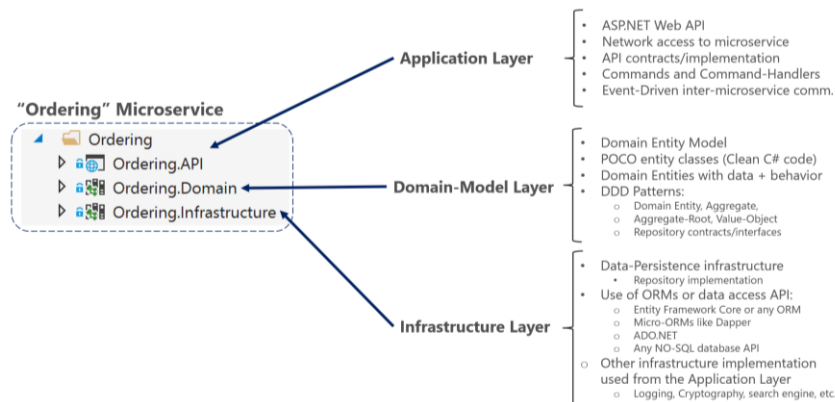 “Ordering” Microservice
Ordering
Ordering.API
Ordering.Domain
Ordering.Infrastructure
Application Layer
• ASP.NET Web API
• Network access to microservice
• API contracts/implementation
• Commands and Command-Handlers
• Event-Driven inter-microservice comm.
Domain-Model Layer
• Domain Entity Model
• POCO entity classes (Clean C# code)
• Domain Entities with data + behavior
• DDD Patterns:
o Domain Entity, Aggregate,
o Aggregate-Root, Value-Object
o Repository contracts/interfaces
Infrastructure Layer
• Data-Persistence infrastructure
• Repository implementation
• Use of ORMs or data access API:
o Entity Framework Core or any ORM
o Micro-ORMs like Dapper
o ADO.NET
o Any NO-SQL database API
o Other infrastructure implementation
used from the Application Layer
o Logging, Cryptography, search engine, etc